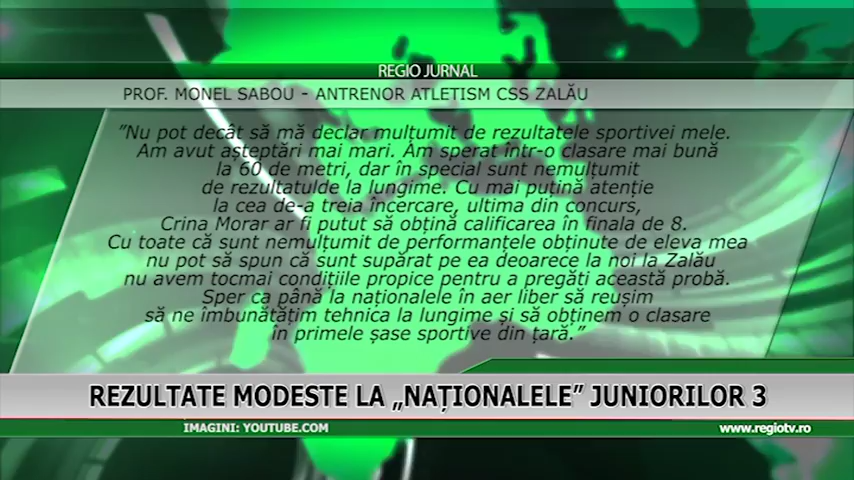 REGIO JURNAL
PROF. MONEL SABOU - ANTRENOR ATLETISM CSS ZALĂU
”Nu pot decât să mă declar mulțumit de rezultatele sportivei mele.
Am avut așteptări mai mari. Am sperat într-o clasare mai bună
la 60 de metri, dar în special sunt nemulțumit
de rezultatulde la lungime. Cu mai puțină atenție
la cea de-a treia încercare, ultima din concurs,
Crina Morar ar fi putut să obțină calificarea în finala de 8.
Cu toate că sunt nemulțumit de performanțele obținute de eleva mea
nu pot să spun că sunt supărat pe ea deoarece la noi la Zalău
nu avem tocmai condițiile propice pentru a pregăti această probă.
Sper ca până la naționalele în aer liber să reușim
să ne îmbunătățim tehnica la lungime și să obținem o clasare
în primele șase sportive din țară.”
REZULTATE MODESTE LA „NAȚIONALELE” JUNIORILOR 3
IMAGINI: YOUTUBE.COM
www.regiotv.ro